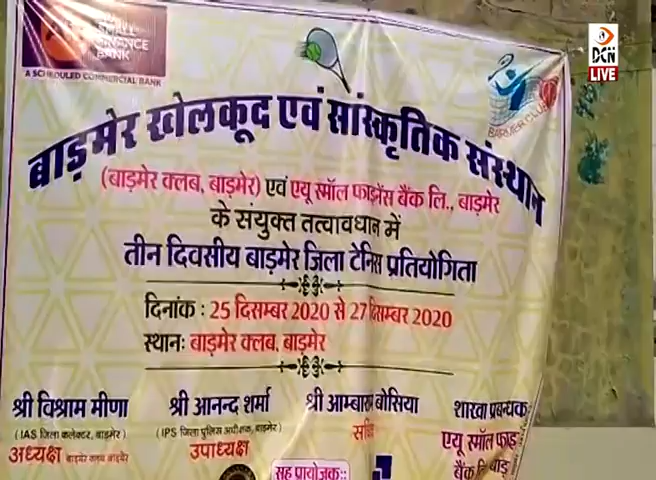 SMALL
FINANCE
BANK
A SCHEDULED COMMERCIAL BANK
DCN
LIVE
BARMER CLUB
बाड़मेर खेलकूद एवं सांस्कृतिक संस्थान
(बाड़मेर क्लब, बाड़मेर) एवं एयू स्मॉल फाइनेंस बैंक लि., बाड़मेर
के संयुक्त तत्वावधान में
तीन दिवसीय बाड़मेर जिला टेनिस प्रतियोगिता
दिनांक : 25 दिसम्बर 2020 से 27 दिसम्बर 2020
स्थान: बाड़मेर क्लब, बाड़मेर
श्री विश्राम मीणा
(IAS जिला कलेक्टर, बाड़मेर)
अध्यक्ष बाड़मेर क्लब बाड़मेर
श्री आनन्द शर्मा
(IPS जिला पुलिस अधीक्षक, बाड़मेर)
उपाध्यक्ष
श्री आम्बाराम बोसिया
शाखा प्रबन्धक
एयू स्मॉल
बैंक
सह प्रायोजक::